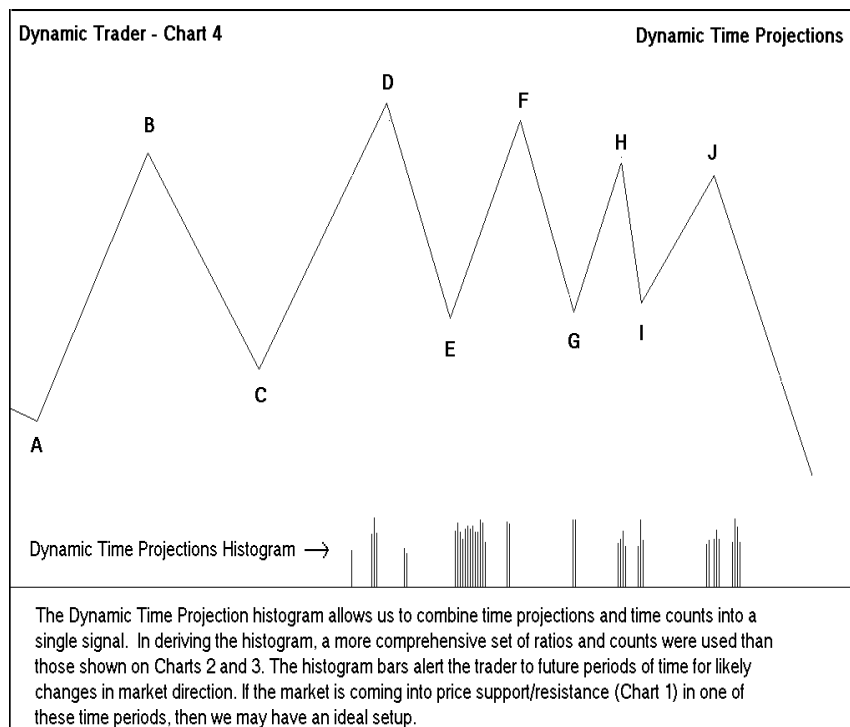 Dynamic Trader - Chart 4
Dynamic Time Projections
D
F
B
H
J
E
G
I
C
A
Dynamic Time Projections Histogram →
The Dynamic Time Projection histogram allows us to combine time projections and time counts into a
single signal. In deriving the histogram, a more comprehensive set of ratios and counts were used than
those shown on Charts 2 and 3. The histogram bars alert the trader to future periods of time for likely
changes in market direction. If the market is coming into price support/resistance (Chart 1) in one of
these time periods, then we may have an ideal setup.